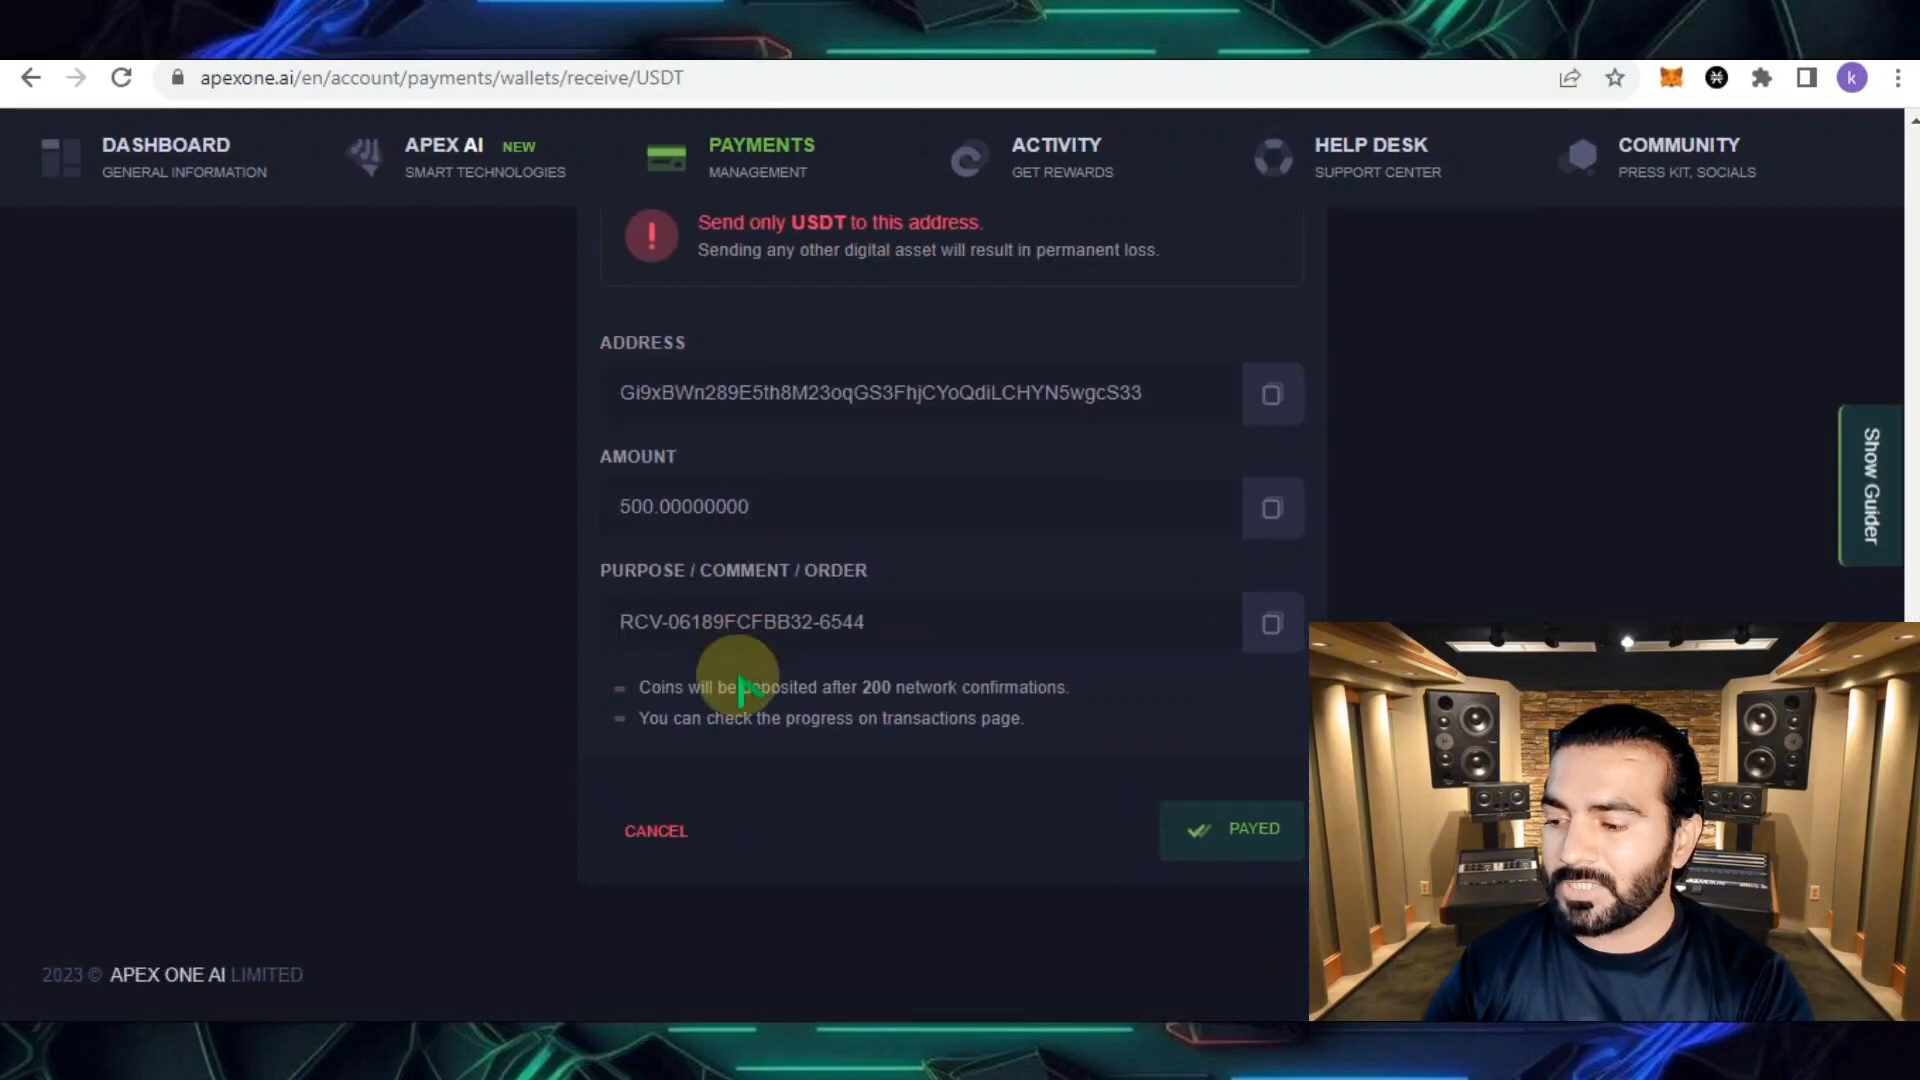 apexone.ai/en/account/payments/wallets/receive/USDT
k
DASHBOARD
GENERAL INFORMATION
APEX AI NEW
SMART TECHNOLOGIES
PAYMENTS
MANAGEMENT
ACTIVITY
GET REWARDS
HELP DESK
SUPPORT CENTER
COMMUNITY
PRESS KIT, SOCIALS
Send only USDT to this address.
Sending any other digital asset will result in permanent loss.
ADDRESS
Gi9xBWn289E5th8M23oqGS3FhjCYoQdiLCHYN5wgcS33
AMOUNT
500.00000000
PURPOSE / COMMENT / ORDER
RCV-06189FCFBB32-6544
Coins will be deposited after 200 network confirmations.
You can check the progress on transactions page.
CANCEL
PAYED
Show Guider
2023 © APEX ONE AI LIMITED